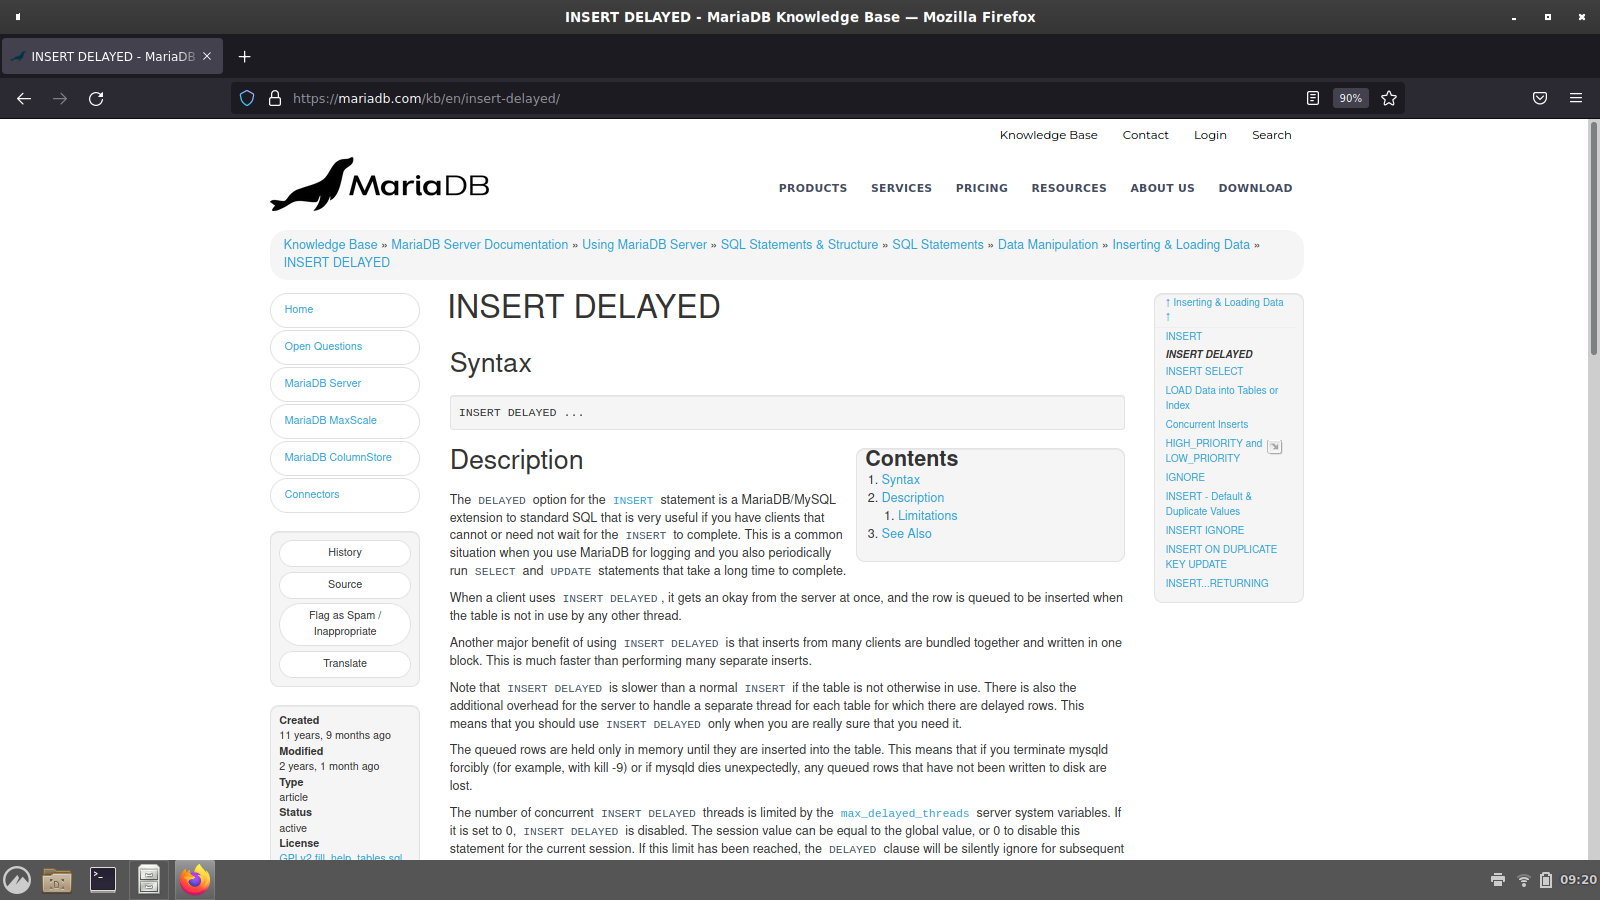 INSERT DELAYED - MariaDB Knowledge Base — Mozilla Firefox
INSERT DELAYED - MariaDB
https://mariadb.com/kb/en/insert-delayed/
90%
Knowledge Base Contact Login Search
MariaDB
PRODUCTS SERVICES PRICING RESOURCES ABOUT US DOWNLOAD
Knowledge Base » MariaDB Server Documentation » Using MariaDB Server » SQL Statements & Structure » SQL Statements » Data Manipulation » Inserting & Loading Data »
INSERT DELAYED
Home
Open Questions
MariaDB Server
MariaDB MaxScale
MariaDB ColumnStore
Connectors
History
Source
Flag as Spam /
Inappropriate
Translate
Created
11 years, 9 months ago
Modified
2 years, 1 month ago
Type
article
Status
active
License
GPLv2 fill_help_tables.sql
INSERT DELAYED
Syntax
INSERT DELAYED ...
Description
The DELAYED option for the INSERT statement is a MariaDB/MySQL
extension to standard SQL that is very useful if you have clients that
cannot or need not wait for the INSERT to complete. This is a common
situation when you use MariaDB for logging and you also periodically
run SELECT and UPDATE statements that take a long time to complete.
Contents
1. Syntax
2. Description
1. Limitations
3. See Also
When a client uses INSERT DELAYED, it gets an okay from the server at once, and the row is queued to be inserted when
the table is not in use by any other thread.
Another major benefit of using INSERT DELAYED is that inserts from many clients are bundled together and written in one
block. This is much faster than performing many separate inserts.
Note that INSERT DELAYED is slower than a normal INSERT if the table is not otherwise in use. There is also the
additional overhead for the server to handle a separate thread for each table for which there are delayed rows. This
means that you should use INSERT DELAYED only when you are really sure that you need it.
The queued rows are held only in memory until they are inserted into the table. This means that if you terminate mysqld
forcibly (for example, with kill -9) or if mysqld dies unexpectedly, any queued rows that have not been written to disk are
lost.
The number of concurrent INSERT DELAYED threads is limited by the max_delayed_threads server system variables. If
it is set to 0, INSERT DELAYED is disabled. The session value can be equal to the global value, or 0 to disable this
statement for the current session. If this limit has been reached, the DELAYED clause will be silently ignore for subsequent
↑ Inserting & Loading Data
↑
INSERT
INSERT DELAYED
INSERT SELECT
LOAD Data into Tables or
Index
Concurrent Inserts
HIGH_PRIORITY and
LOW_PRIORITY
IGNORE
INSERT - Default &
Duplicate Values
INSERT IGNORE
INSERT ON DUPLICATE
KEY UPDATE
INSERT...RETURNING
09:20